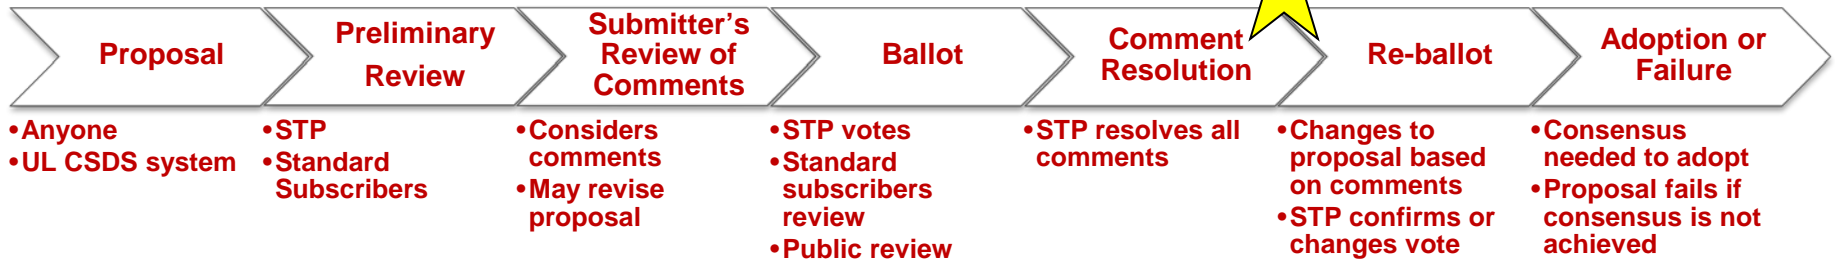 Proposal
•Anyone
•UL CSDS system
Preliminary
Review
•STP
•Standard
Subscribers
Submitter's
Review of
Comments
•Considers
comments
•May revise
proposal
Ballot
•STP votes
•Standard
subscribers
review
•Public review
Comment
Resolution
•STP resolves all
comments
Re-ballot
•Changes to
proposal based
on comments
•STP confirms or
changes vote
Adoption or
Failure
•Consensus
needed to adopt
•Proposal fails if
consensus is not
achieved